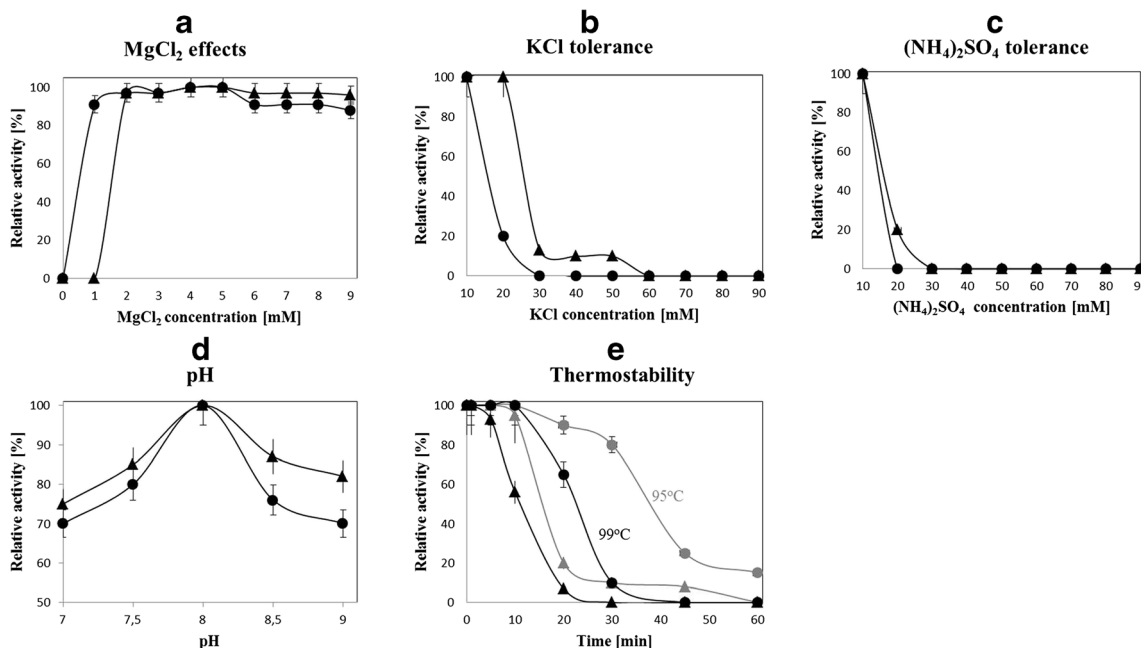 a
MgCl2 effects
Relative activity [%]
100
80
60
40
20
0
0 1 2 3 4 5 6 7 8 9
MgCl2 concentration [mM]
b
KCl tolerance
Relative activity [%]
100
80
60
40
20
0
10 20 30 40 50 60 70 80 90
KCl concentration [mM]
c
(NH4)2SO4 tolerance
Relative activity [%]
100
80
60
40
20
0
10 20 30 40 50 60 70 80 9
(NH4)2SO4 concentration [mM]
d
pH
Relative activity [%]
100
90
80
70
60
50
7 7,5 8 8,5 9
pH
e
Thermostability
Relative activity [%]
100
80
60
40
20
0
95°C
99°C
0 10 20 30 40 50 60
Time [min]